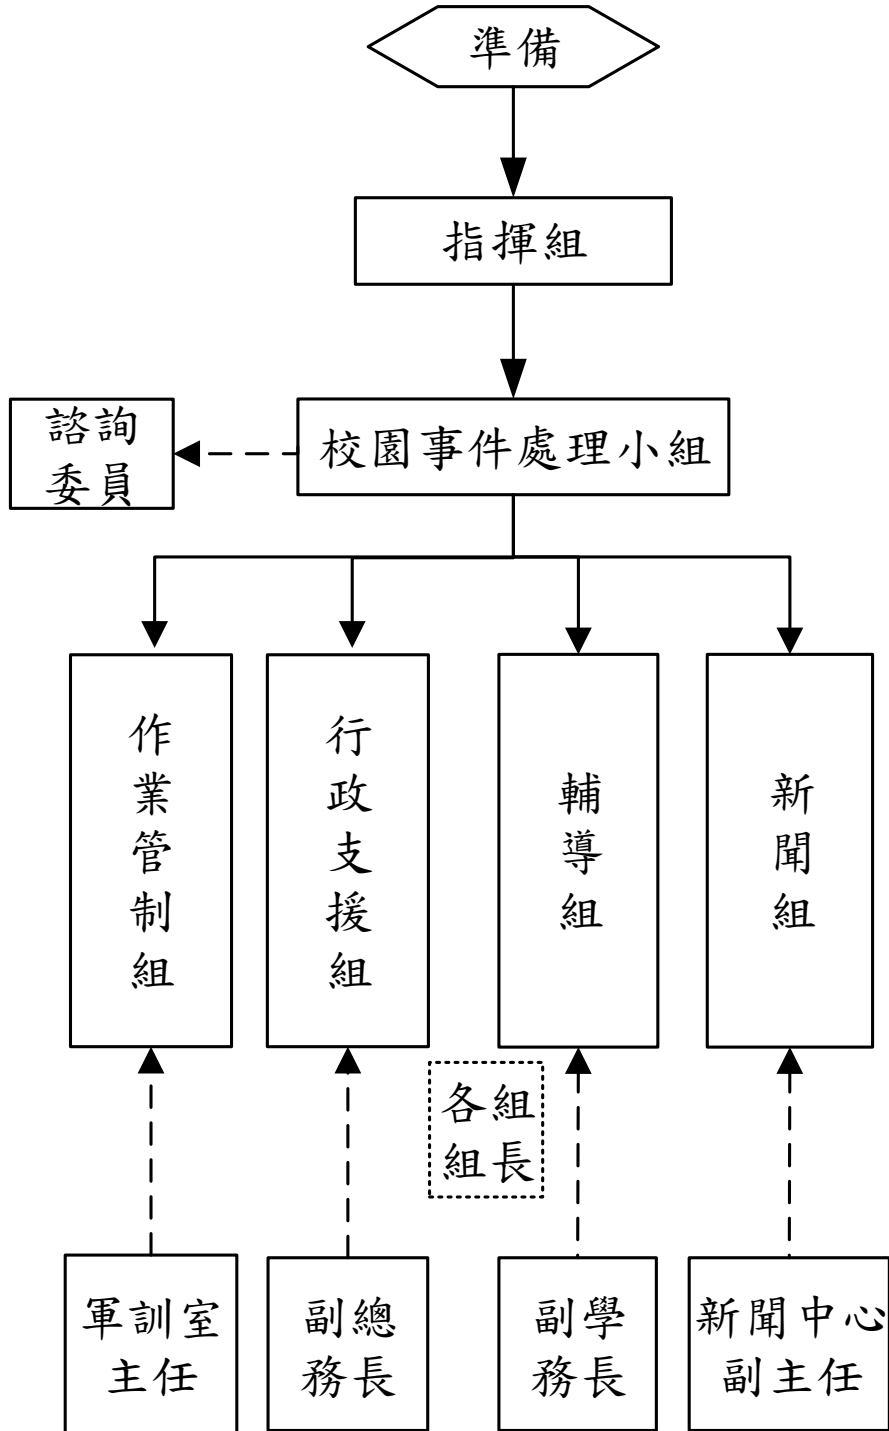 準備
指揮組
諮詢
委員
校園事件處理小組
作業管制組
行政支援組
輔導組
新聞組
各組
組長
軍訓室
主任
副總
務長
副學
務長
新聞中心
副主任